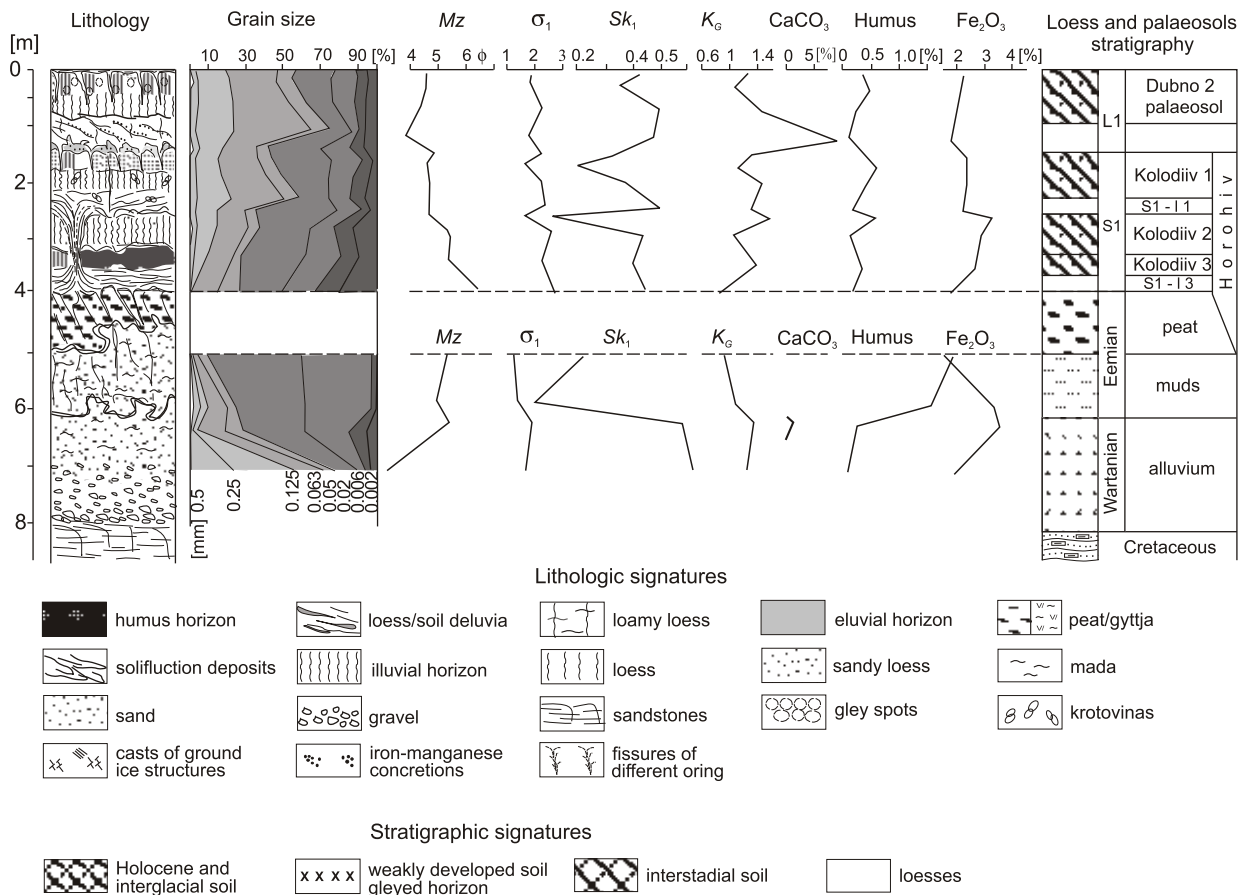 Lithology
Grain size
Mz
σ1
Sk1
KG
CaCO3
Humus
Fe2O3
Loess and palaeosols
stratigraphy
[m]
10 30 50 70 90 [%]
4 5 6 ϕ
1 2 3
0.2 0.4 0.5
0.6 1 1.4
0 5 [%]
0 0.5 1.0 [%]
2 3 4 [%]
0
2
4
6
8
L1
Dubno 2
palaeosol
S1
Kolodiiv 1
S1 - I 1
Kolodiiv 2
Kolodiiv 3
S1 - I 3
Horohiv
Mz
σ1
Sk1
KG
CaCO3
Humus
Fe2O3
Eemian
peat
muds
Wartanian
alluvium
Cretaceous
[mm]
0.5
0.25
0.125
0.063
0.05
0.02
0.006
0.002
Lithologic signatures
humus horizon
loess/soil deluvia
loamy loess
eluvial horizon
peat/gyttja
solifluction deposits
illuvial horizon
loess
sandy loess
mada
sand
gravel
sandstones
gley spots
krotovinas
casts of ground
ice structures
iron-manganese
concretions
fissures of
different oring
Stratigraphic signatures
Holocene and
interglacial soil
x x x x
weakly developed soil
gleyed horizon
interstadial soil
loesses